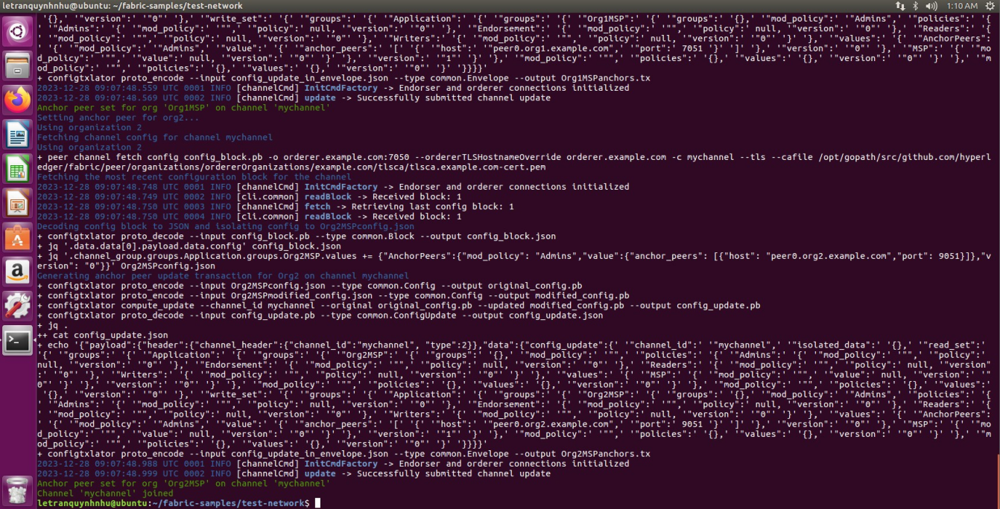 letranquynhnhu@ubuntu: ~/fabric-samples/test-network
1:10 AM
 '"{},' '"version":' '"0"' '},' '"write_set":' '{' '"groups":' '{' '"Application":' '{' '"groups":' '{' '"Org1MSP":' '{' '"groups":' '{},' '"mod_policy":' '"Admins",' '"policies":' '{
' '"Admins":' '{' '"mod_policy":' '"",' '"policy":' null, '"version":' '"0"' '},' '"Endorsement":' '{' '"mod_policy":' '"",' '"policy":' null, '"version":' '"0"' '},' '"Readers":' '{
' '"mod_policy":' '"",' '"policy":' null, '"version":' '"0"' '},' '"Writers":' '{' '"mod_policy":' '"",' '"policy":' null, '"version":' '"0"' '}' '},' '"values":' '{' '"AnchorPeers":
' '{' '"mod_policy":' '"Admins",' '"value":' '{' '"anchor_peers":' '[' '{' '"host":' '"peer0.org1.example.com",' '"port":' 7051 '}' ']' '},' '"version":' '"0"' '},' '"MSP":' '{' '"mo
d_policy":' '"",' '"value":' null, '"version":' '"0"' '}' '},' '"version":' '"1"' '}' '},' '"mod_policy":' '"",' '"policies":' '{},' '"values":' '{},' '"version":' '"0"' '}' '},' '"m
od_policy":' '"",' '"policies":' '{},' '"values":' '{},' '"version":' '"0"' '}' '}}}}'
+ configtxlator proto_encode --input config_update_in_envelope.json --type common.Envelope --output Org1MSPanchors.tx
2023-12-28 09:07:48.559 UTC 0001 INFO [channelCmd] InitCmdFactory -> Endorser and orderer connections initialized
2023-12-28 09:07:48.569 UTC 0002 INFO [channelCmd] update -> Successfully submitted channel update
Anchor peer set for org 'Org1MSP' on channel 'mychannel'
Setting anchor peer for org2...
Using organization 2
Fetching channel config for channel mychannel
Using organization 2
+ peer channel fetch config config_block.pb -o orderer.example.com:7050 --ordererTLSHostnameOverride orderer.example.com -c mychannel --tls --cafile /opt/gopath/src/github.com/hyperl
edger/fabric/peer/organizations/ordererOrganizations/example.com/tlsca/tlsca.example.com-cert.pem
Fetching the most recent configuration block for the channel
2023-12-28 09:07:48.748 UTC 0001 INFO [channelCmd] InitCmdFactory -> Endorser and orderer connections initialized
2023-12-28 09:07:48.749 UTC 0002 INFO [cli.common] readBlock -> Received block: 1
2023-12-28 09:07:48.750 UTC 0003 INFO [channelCmd] fetch -> Retrieving last config block: 1
2023-12-28 09:07:48.750 UTC 0004 INFO [cli.common] readBlock -> Received block: 1
Decoding config block to JSON and isolating config to Org2MSPconfig.json
+ configtxlator proto_decode --input config_block.pb --type common.Block --output config_block.json
+ jq '.data.data[0].payload.data.config' config_block.json
+ jq '.channel_group.groups.Application.groups.Org2MSP.values += {"AnchorPeers":{"mod_policy": "Admins","value":{"anchor_peers": [{"host": "peer0.org2.example.com","port": 9051}]},"v
ersion": "0"}}' Org2MSPconfig.json
Generating anchor peer update transaction for Org2 on channel mychannel
+ configtxlator proto_encode --input Org2MSPconfig.json --type common.Config --output original_config.pb
+ configtxlator proto_encode --input Org2MSPmodified_config.json --type common.Config --output modified_config.pb
+ configtxlator compute_update --channel_id mychannel --original original_config.pb --updated modified_config.pb --output config_update.pb
+ configtxlator proto_decode --input config_update.pb --type common.ConfigUpdate --output config_update.json
+ jq .
++ cat config_update.json
+ echo '{"payload":{"header":{"channel_header":{"channel_id":"mychannel", "type":2}},"data":{"config_update":{' '"channel_id":' '"mychannel",' '"isolated_data":' '{},' '"read_set":'
'{' '"groups":' '{' '"Application":' '{' '"groups":' '{' '"Org2MSP":' '{' '"groups":' '{},' '"mod_policy":' '"",' '"policies":' '{' '"Admins":' '{' '"mod_policy":' '"",' '"policy":'
null, '"version":' '"0"' '},' '"Endorsement":' '{' '"mod_policy":' '"",' '"policy":' null, '"version":' '"0"' '},' '"Readers":' '{' '"mod_policy":' '"",' '"policy":' null, '"version"
:' '"0"' '},' '"Writers":' '{' '"mod_policy":' '"",' '"policy":' null, '"version":' '"0"' '}' '},' '"values":' '{' '"MSP":' '{' '"mod_policy":' '"",' '"value":' null, '"version":' '"
0"' '}' '},' '"version":' '"0"' '}' '},' '"mod_policy":' '"",' '"policies":' '{},' '"values":' '{},' '"version":' '"0"' '}' '},' '"mod_policy":' '"",' '"policies":' '{},' '"values":'
 '{},' '"version":' '"0"' '},' '"write_set":' '{' '"groups":' '{' '"Application":' '{' '"groups":' '{' '"Org2MSP":' '{' '"groups":' '{},' '"mod_policy":' '"Admins",' '"policies":' '{
' '"Admins":' '{' '"mod_policy":' '"",' '"policy":' null, '"version":' '"0"' '},' '"Endorsement":' '{' '"mod_policy":' '"",' '"policy":' null, '"version":' '"0"' '},' '"Readers":' '{
' '"mod_policy":' '"",' '"policy":' null, '"version":' '"0"' '},' '"Writers":' '{' '"mod_policy":' '"",' '"policy":' null, '"version":' '"0"' '}' '},' '"values":' '{' '"AnchorPeers":
' '{' '"mod_policy":' '"Admins",' '"value":' '{' '"anchor_peers":' '[' '{' '"host":' '"peer0.org2.example.com",' '"port":' 9051 '}' ']' '},' '"version":' '"0"' '},' '"MSP":' '{' '"mo
d_policy":' '"",' '"value":' null, '"version":' '"0"' '}' '},' '"version":' '"1"' '}' '},' '"mod_policy":' '"",' '"policies":' '{},' '"values":' '{},' '"version":' '"0"' '}' '},' '"m
od_policy":' '"",' '"policies":' '{},' '"values":' '{},' '"version":' '"0"' '}' '}}}}'
+ configtxlator proto_encode --input config_update_in_envelope.json --type common.Envelope --output Org2MSPanchors.tx
2023-12-28 09:07:48.988 UTC 0001 INFO [channelCmd] InitCmdFactory -> Endorser and orderer connections initialized
2023-12-28 09:07:48.999 UTC 0002 INFO [channelCmd] update -> Successfully submitted channel update
Anchor peer set for org 'Org2MSP' on channel 'mychannel'
Channel 'mychannel' joined
letranquynhnhu@ubuntu:~/fabric-samples/test-network$